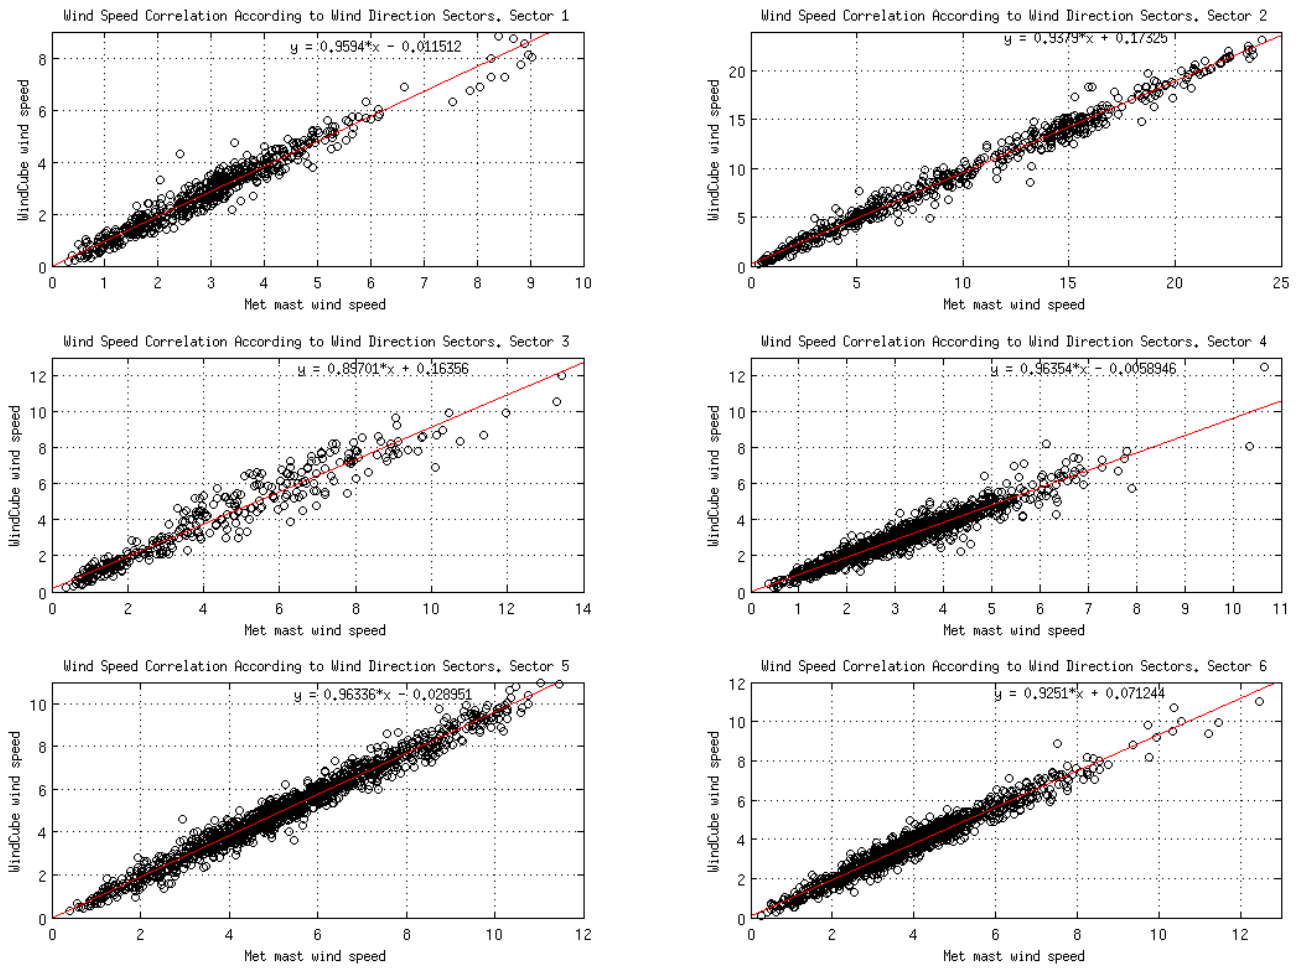 Wind Speed Correlation According to Wind Direction Sectors. Sector 1
y = 0.9594*x - 0.011512
WindCube wind speed
8
6
4
2
0
0 1 2 3 4 5 6 7 8 9 10
Met mast wind speed
Wind Speed Correlation According to Wind Direction Sectors. Sector 2
y = 0.9379*x + 0.17325
WindCube wind speed
20
15
10
5
0
0 5 10 15 20 25
Met mast wind speed
Wind Speed Correlation According to Wind Direction Sectors. Sector 3
y = 0.89701*x + 0.16356
WindCube wind speed
12
10
8
6
4
2
0
0 2 4 6 8 10 12 14
Met mast wind speed
Wind Speed Correlation According to Wind Direction Sectors. Sector 4
y = 0.96354*x - 0.0058946
WindCube wind speed
12
10
8
6
4
2
0
0 1 2 3 4 5 6 7 8 9 10 11
Met mast wind speed
Wind Speed Correlation According to Wind Direction Sectors. Sector 5
y = 0.96336*x - 0.028951
WindCube wind speed
10
8
6
4
2
0
0 2 4 6 8 10 12
Met mast wind speed
Wind Speed Correlation According to Wind Direction Sectors. Sector 6
y = 0.9251*x + 0.071244
WindCube wind speed
12
10
8
6
4
2
0
0 2 4 6 8 10 12
Met mast wind speed